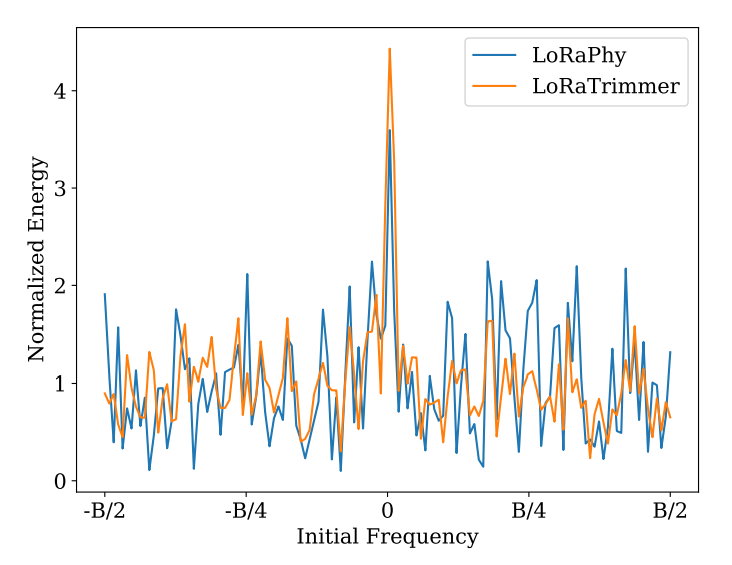 LoRaPhy
LoRaTrimmer
Normalized Energy
4
3
2
1
0
-B/2 -B/4 0 B/4 B/2
Initial Frequency